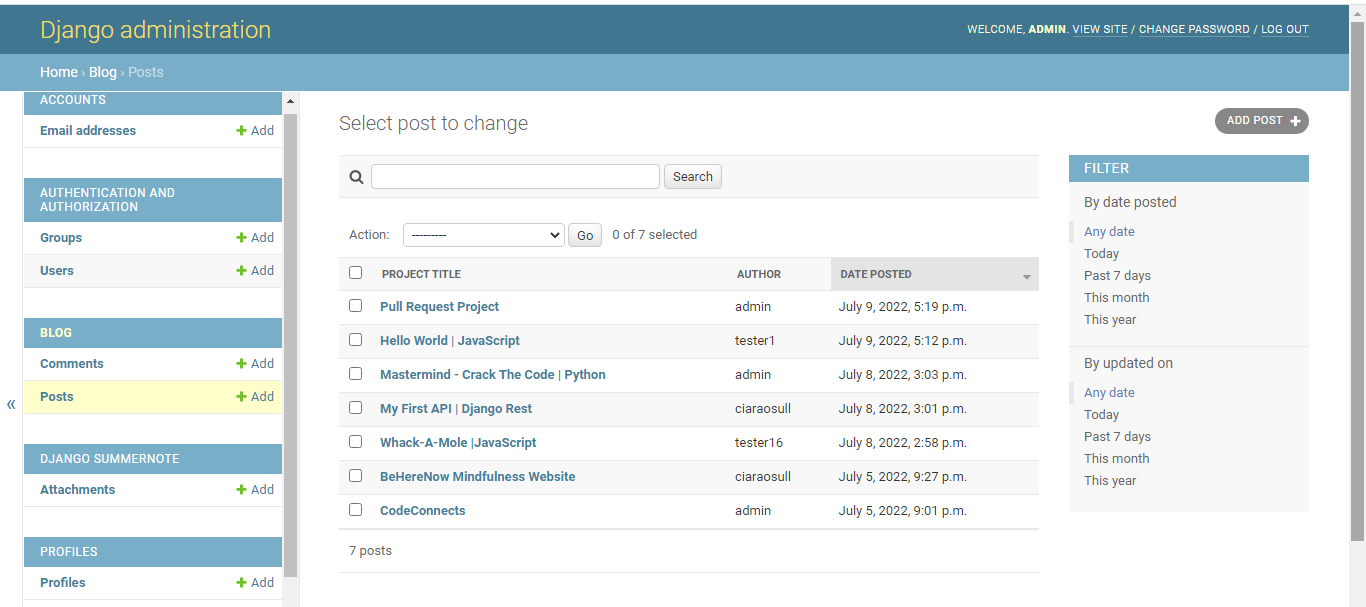 Django administration
WELCOME, ADMIN. VIEW SITE / CHANGE PASSWORD / LOG OUT
Home › Blog › Posts
ACCOUNTS
Email addresses
Add
AUTHENTICATION AND
AUTHORIZATION
Groups
Add
Users
Add
BLOG
Comments
Add
Posts
Add
DJANGO SUMMERNOTE
Attachments
Add
PROFILES
Profiles
Add
«
Select post to change
ADD POST
Search
Action:
---------
Go
0 of 7 selected
PROJECT TITLE AUTHOR DATE POSTED
Pull Request Project admin July 9, 2022, 5:19 p.m.
Hello World | JavaScript tester1 July 9, 2022, 5:12 p.m.
Mastermind - Crack The Code | Python admin July 8, 2022, 3:03 p.m.
My First API | Django Rest ciaraosull July 8, 2022, 3:01 p.m.
Whack-A-Mole |JavaScript tester16 July 8, 2022, 2:58 p.m.
BeHereNow Mindfulness Website ciaraosull July 5, 2022, 9:27 p.m.
CodeConnects admin July 5, 2022, 9:01 p.m.
7 posts
FILTER
By date posted
Any date
Today
Past 7 days
This month
This year
By updated on
Any date
Today
Past 7 days
This month
This year